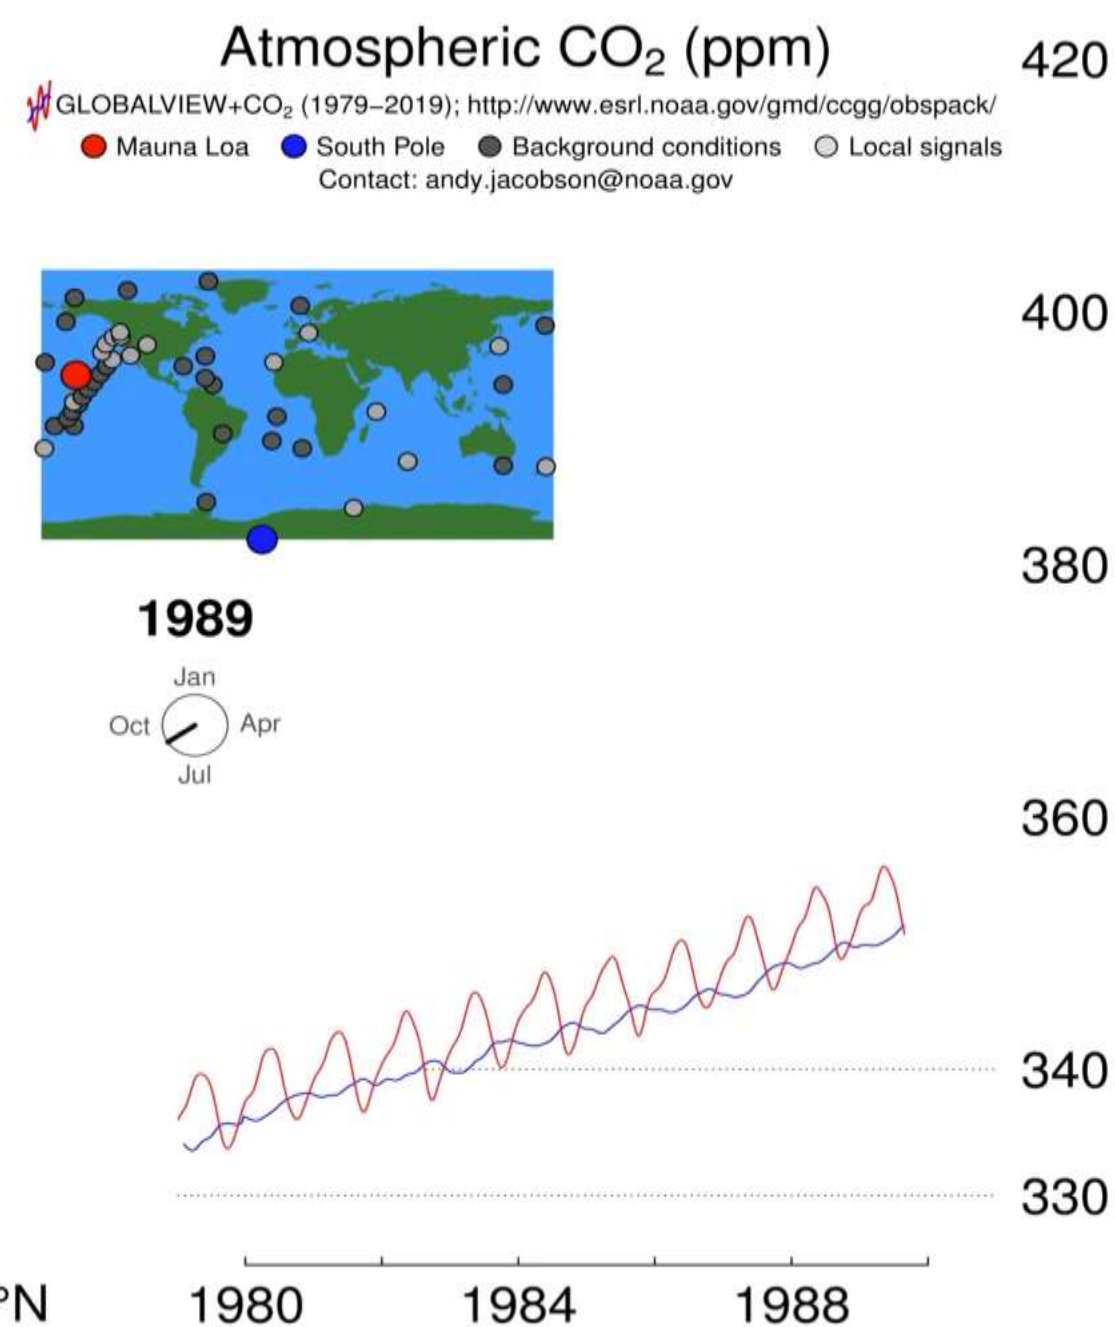 Atmospheric CO₂ (ppm)
GLOBALVIEW+CO₂ (1979–2019); http://www.esrl.noaa.gov/gmd/ccgg/obspack/
Mauna Loa South Pole Background conditions Local signals
Contact: andy.jacobson@noaa.gov
420
400
380
1989
Jan
Oct Apr
Jul
360
340
330
°N 1980 1984 1988